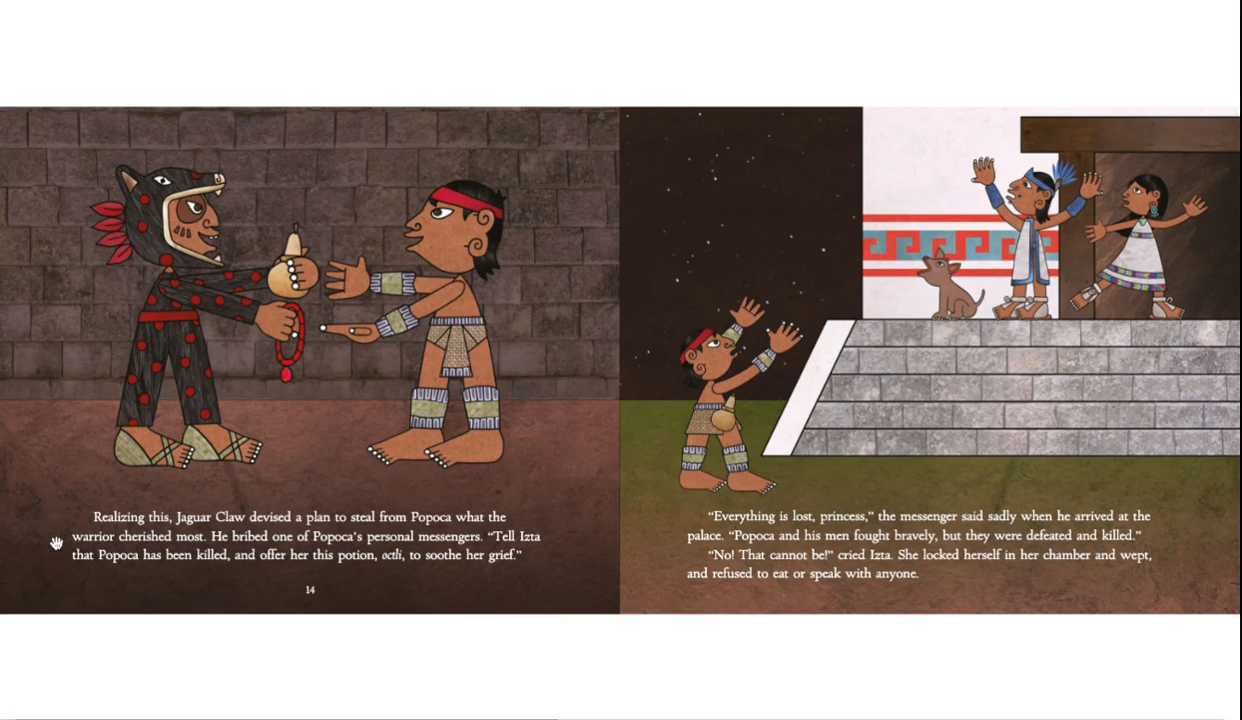 Realizing this, Jaguar Claw devised a plan to steal from Popoca what the
warrior cherished most. He bribed one of Popoca's personal messengers. “Tell Izta
that Popoca has been killed, and offer her this potion, octli, to soothe her grief.”
14
“Everything is lost, princess,” the messenger said sadly when he arrived at the
palace. “Popoca and his men fought bravely, but they were defeated and killed.”
“No! That cannot be!” cried Izta. She locked herself in her chamber and wept,
and refused to eat or speak with anyone.